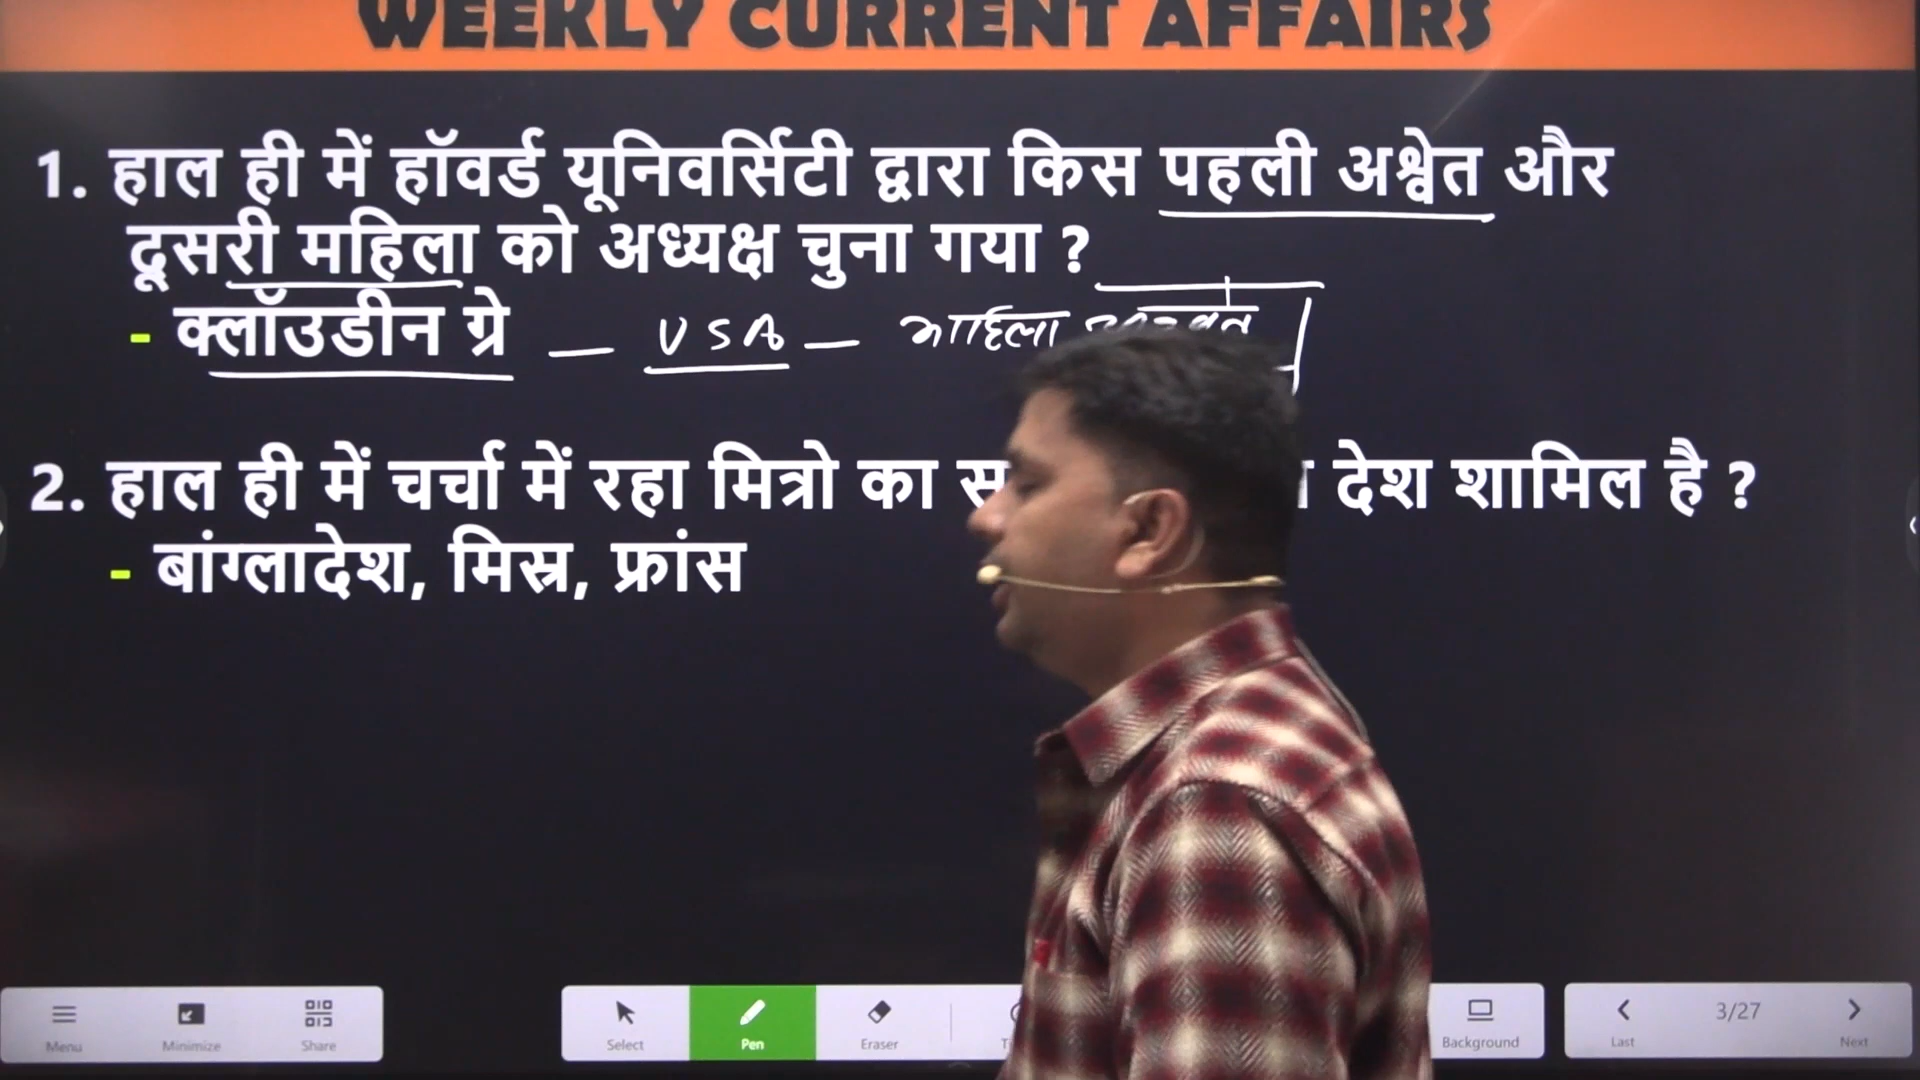 WEEKLY CURRENT AFFAIRS
1. हाल ही में हॉवर्ड यूनिवर्सिटी द्वारा किस पहली अश्वेत और
दूसरी महिला को अध्यक्ष चुना गया ?
- क्लॉउडीन ग्रे — USA — महिला
2. हाल ही में चर्चा में रहा मित्रो का देश शामिल है ?
- बांग्लादेश, मिस्र, फ्रांस
Menu Minimize Share Select Pen Eraser Background Last 3/27 Next